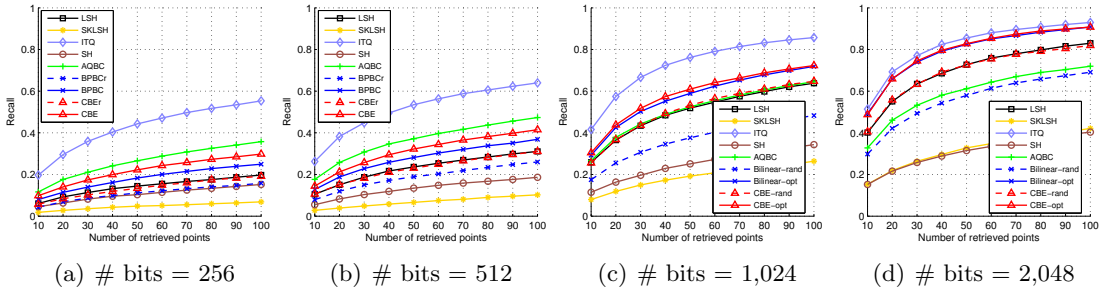 1
0.8
0.6
0.4
0.2
0
Recall
10 20 30 40 50 60 70 80 90 100
Number of retrieved points
LSH
SKLSH
ITQ
SH
AQBC
BPBCr
BPBC
CBEr
CBE
(a) # bits = 256
1
0.8
0.6
0.4
0.2
0
Recall
10 20 30 40 50 60 70 80 90 100
Number of retrieved points
LSH
SKLSH
ITQ
SH
AQBC
BPBCr
BPBC
CBEr
CBE
(b) # bits = 512
1
0.8
0.6
0.4
0.2
0
Recall
10 20 30 40 50 60 70 80 90 100
Number of retrieved points
LSH
SKLSH
ITQ
SH
AQBC
Bilinear−rand
Bilinear−opt
CBE−rand
CBE−opt
(c) # bits = 1,024
1
0.8
0.6
0.4
0.2
0
Recall
10 20 30 40 50 60 70 80 90 100
Number of retrieved points
LSH
SKLSH
ITQ
SH
AQBC
Bilinear−rand
Bilinear−opt
CBE−rand
CBE−opt
(d) # bits = 2,048